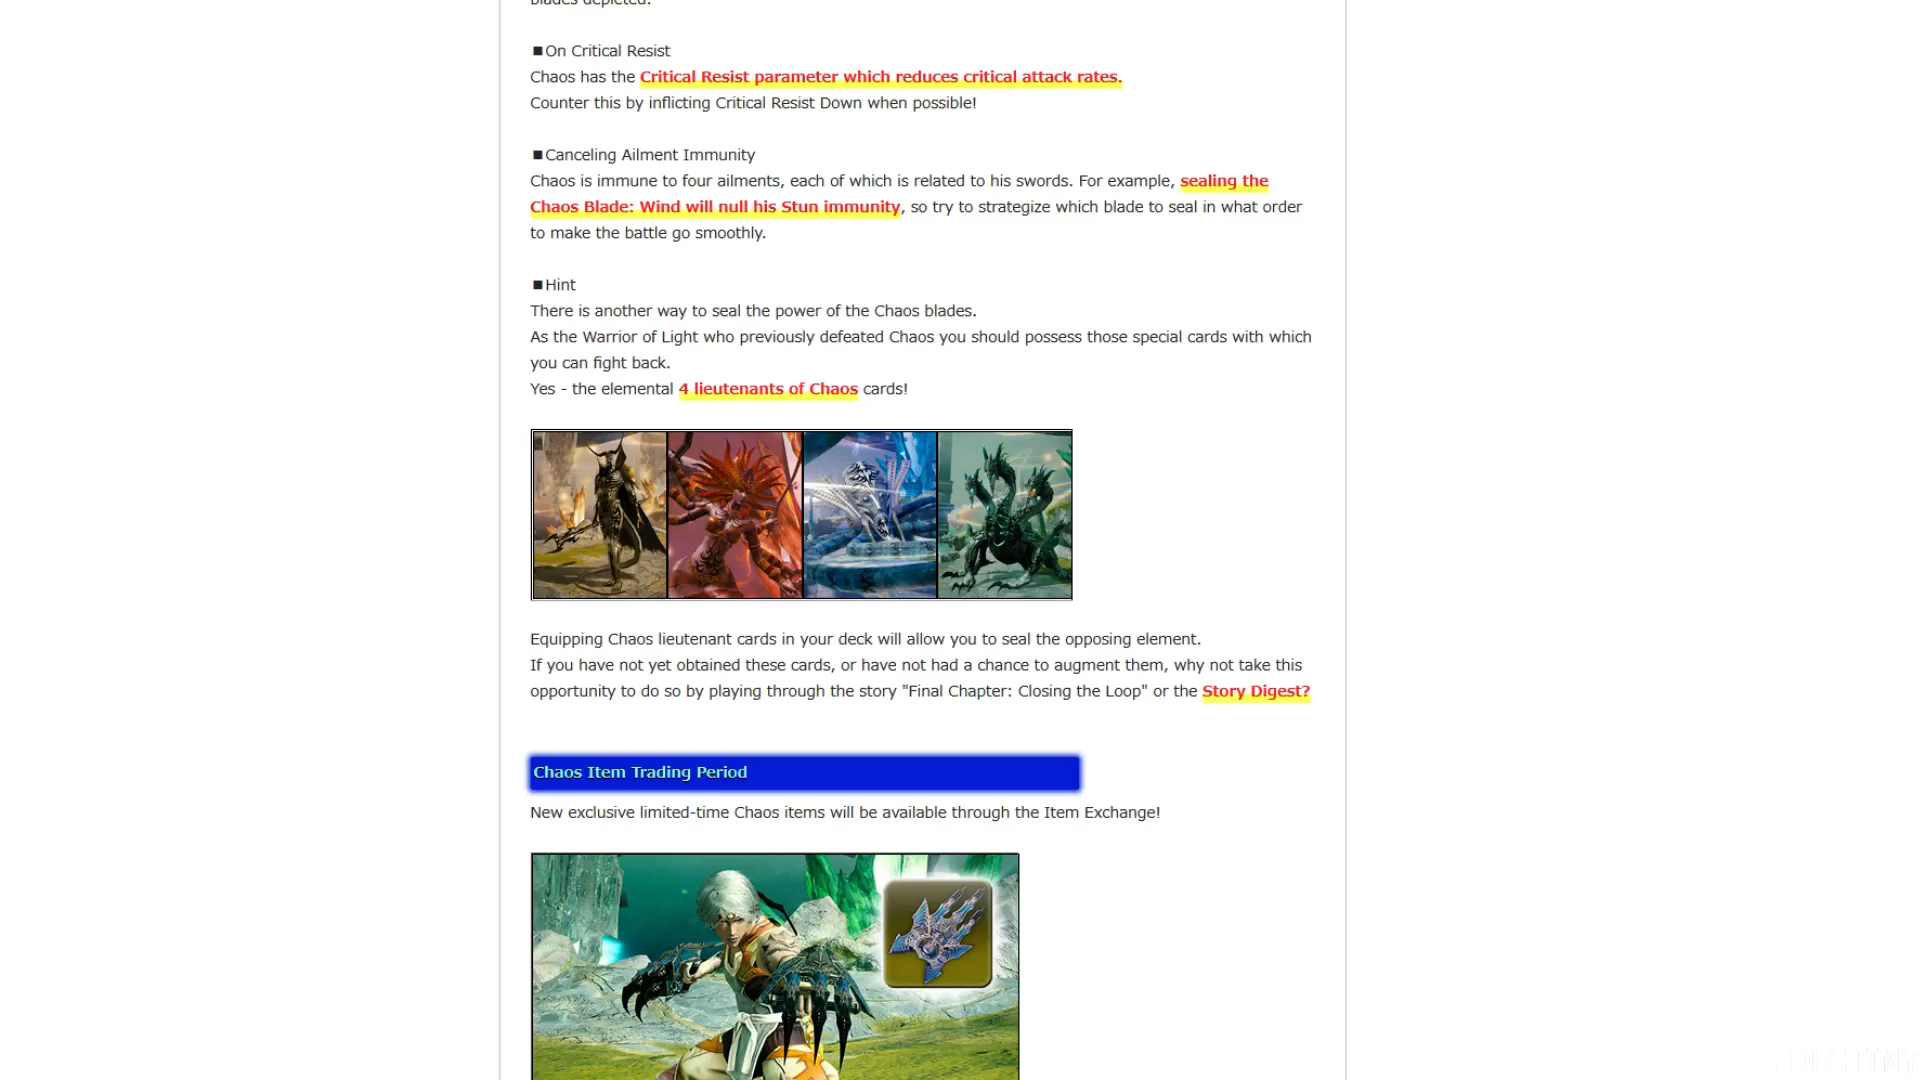 Blades depleted.
■On Critical Resist
Chaos has the Critical Resist parameter which reduces critical attack rates.
Counter this by inflicting Critical Resist Down when possible!
■Canceling Ailment Immunity
Chaos is immune to four ailments, each of which is related to his swords. For example, sealing the
Chaos Blade: Wind will null his Stun immunity, so try to strategize which blade to seal in what order
to make the battle go smoothly.
■Hint
There is another way to seal the power of the Chaos blades.
As the Warrior of Light who previously defeated Chaos you should possess those special cards with which
you can fight back.
Yes - the elemental 4 lieutenants of Chaos cards!
Equipping Chaos lieutenant cards in your deck will allow you to seal the opposing element.
If you have not yet obtained these cards, or have not had a chance to augment them, why not take this
opportunity to do so by playing through the story "Final Chapter: Closing the Loop" or the Story Digest?
Chaos Item Trading Period
New exclusive limited-time Chaos items will be available through the Item Exchange!